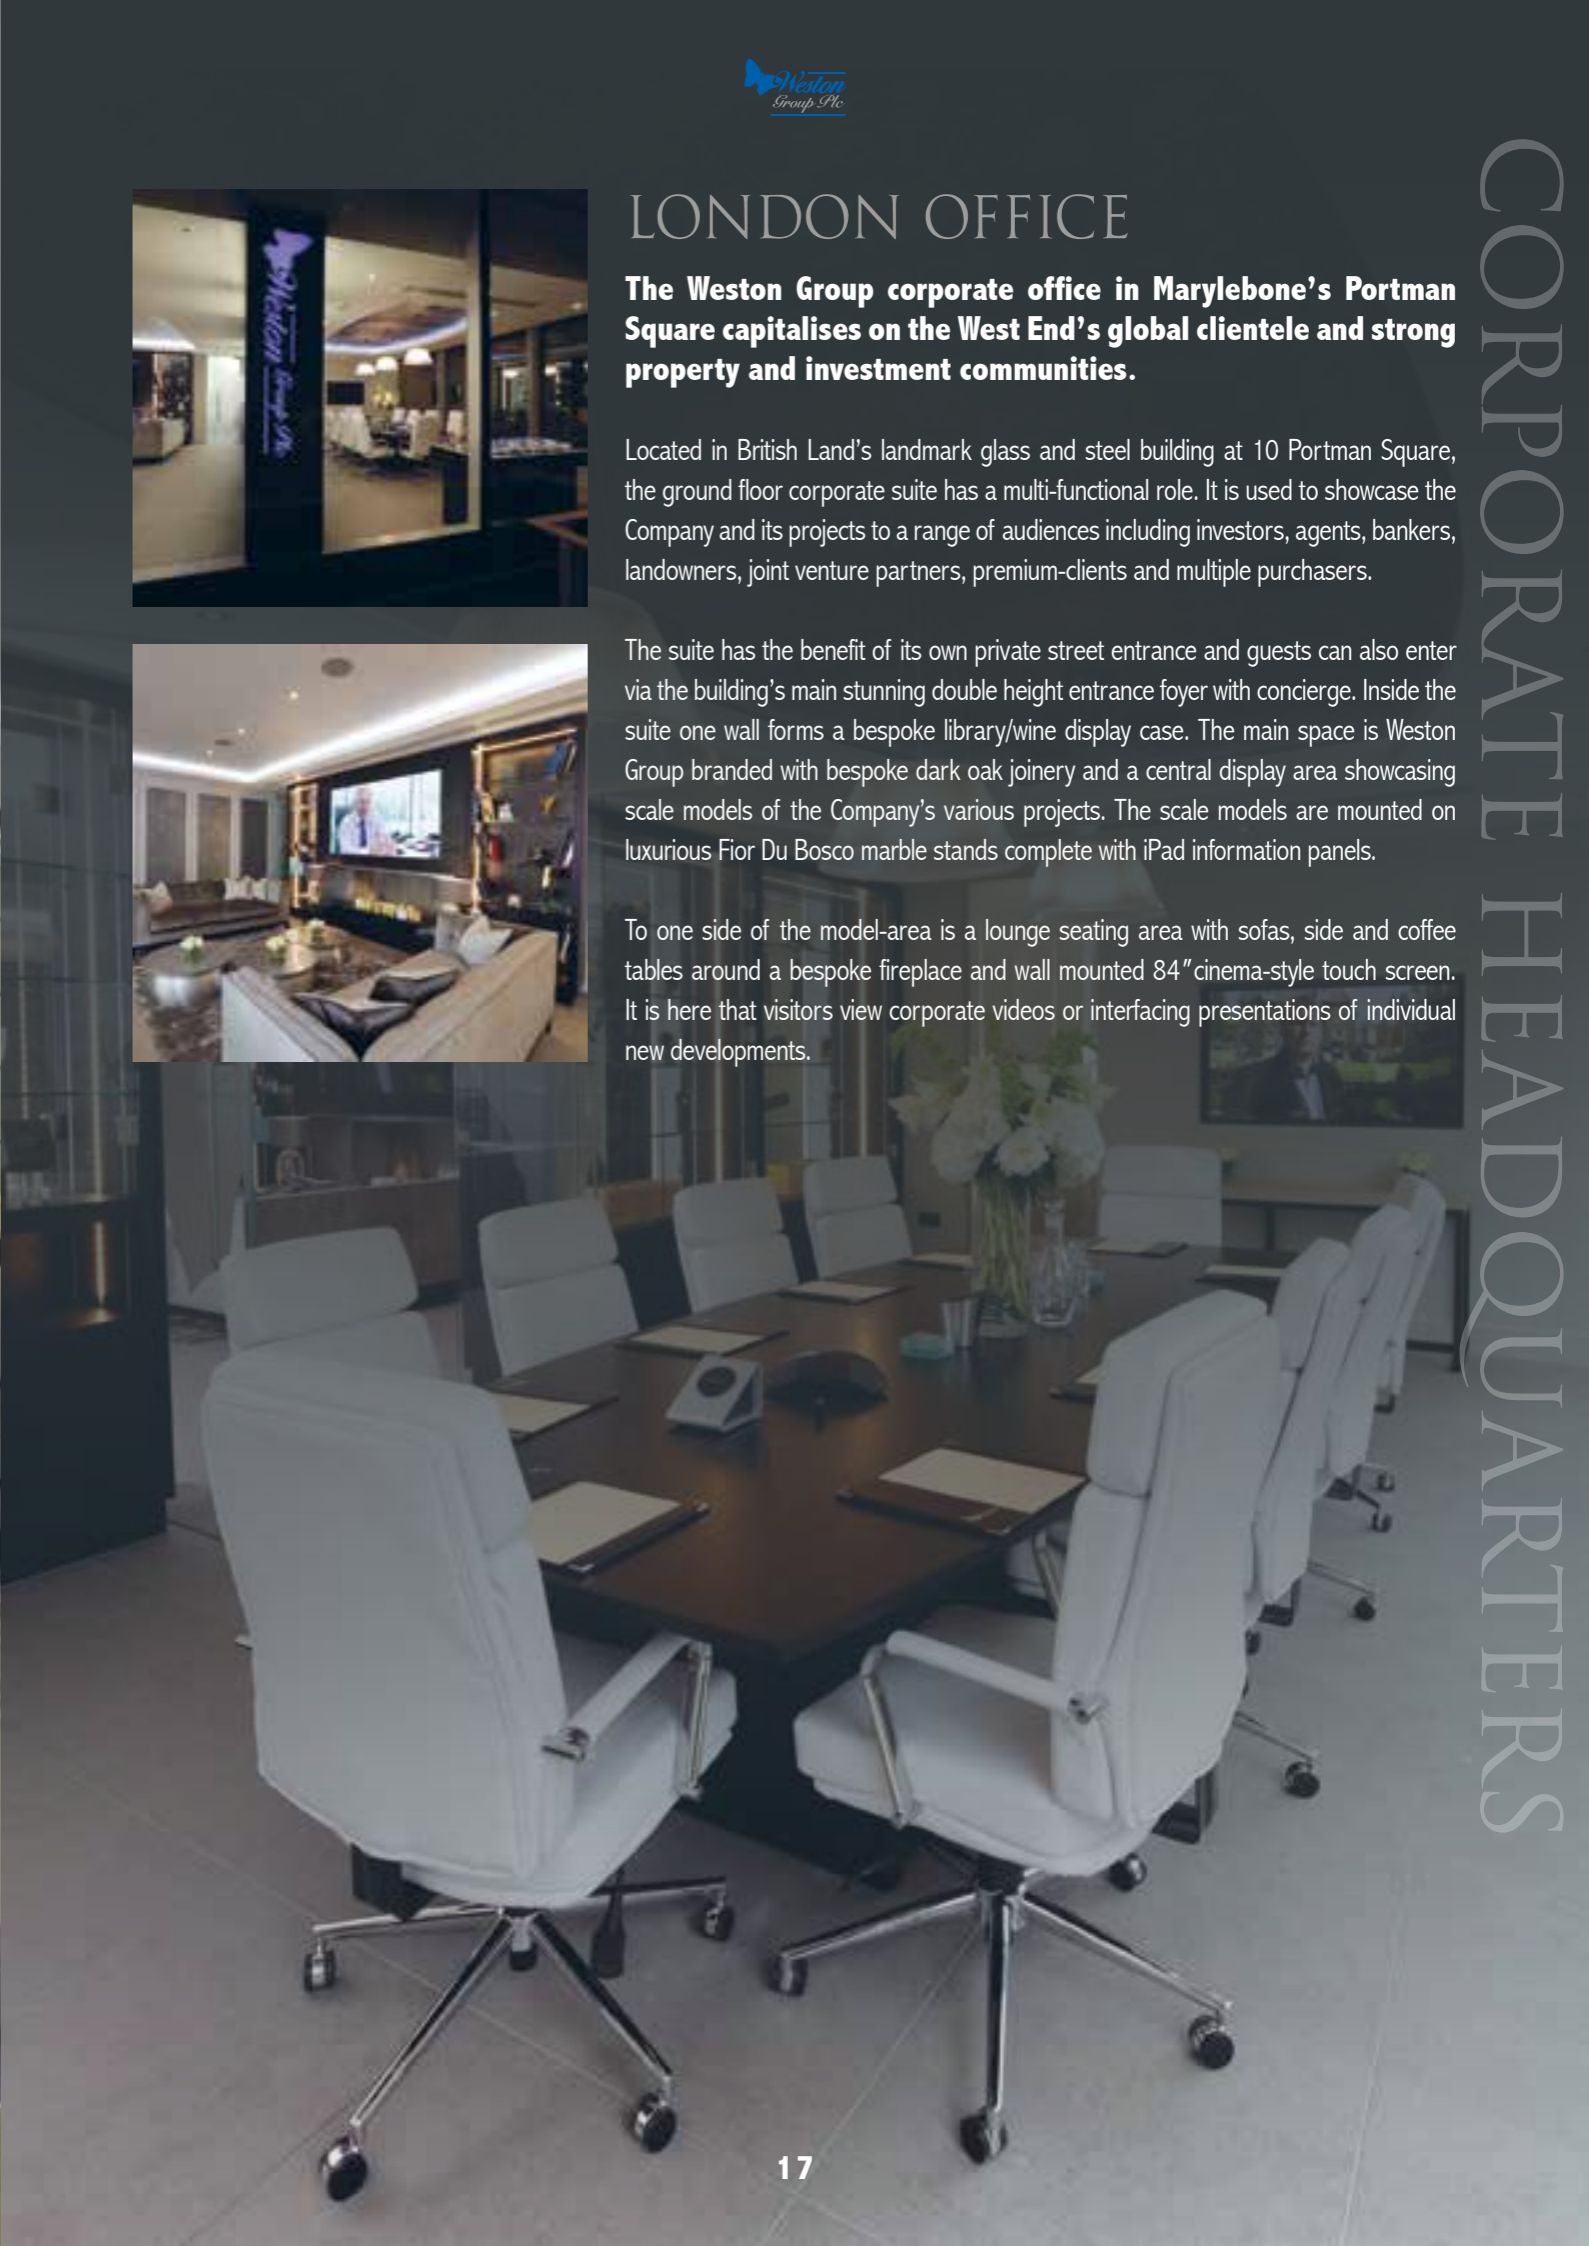 Weston
Group Plc
LONDON OFFICE
The Weston Group corporate office in Marylebone’s Portman
Square capitalises on the West End’s global clientele and strong
property and investment communities.
Located in British Land’s landmark glass and steel building at 10 Portman Square,
the ground floor corporate suite has a multi-functional role. It is used to showcase the
Company and its projects to a range of audiences including investors, agents, bankers,
landowners, joint venture partners, premium-clients and multiple purchasers.
The suite has the benefit of its own private street entrance and guests can also enter
via the building’s main stunning double height entrance foyer with concierge. Inside the
suite one wall forms a bespoke library/wine display case. The main space is Weston
Group branded with bespoke dark oak joinery and a central display area showcasing
scale models of the Company’s various projects. The scale models are mounted on
luxurious Fior Du Bosco marble stands complete with iPad information panels.
To one side of the model-area is a lounge seating area with sofas, side and coffee
tables around a bespoke fireplace and wall mounted 84”cinema-style touch screen.
It is here that visitors view corporate videos or interfacing presentations of individual
new developments.
Weston Group Plc
CORPORATE HEADQUARTERS
17